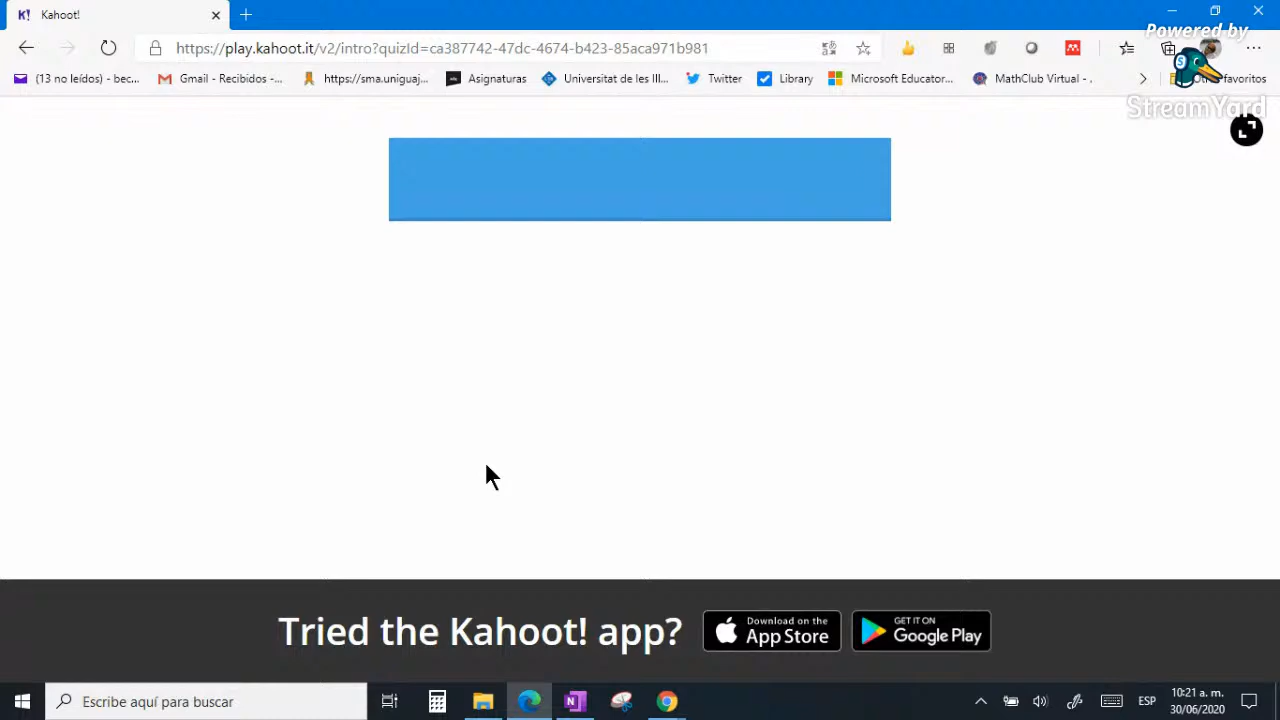 K! Kahoot!
Powered by
https://play.kahoot.it/v2/intro?quizId=ca387742-47dc-4674-b423-85aca971b981
(13 no leídos) - bec...
Gmail - Recibidos -...
https://sma.uniguaj...
Asignaturas
Universitat de les III...
Twitter
Library
Microsoft Educator...
MathClub Virtual - .
favoritos
S
StreamYard
Tried the Kahoot! app?
Download on the
App Store
GET IT ON
Google Play
Escribe aquí para buscar
N
ESP
10:21 a. m.
30/06/2020